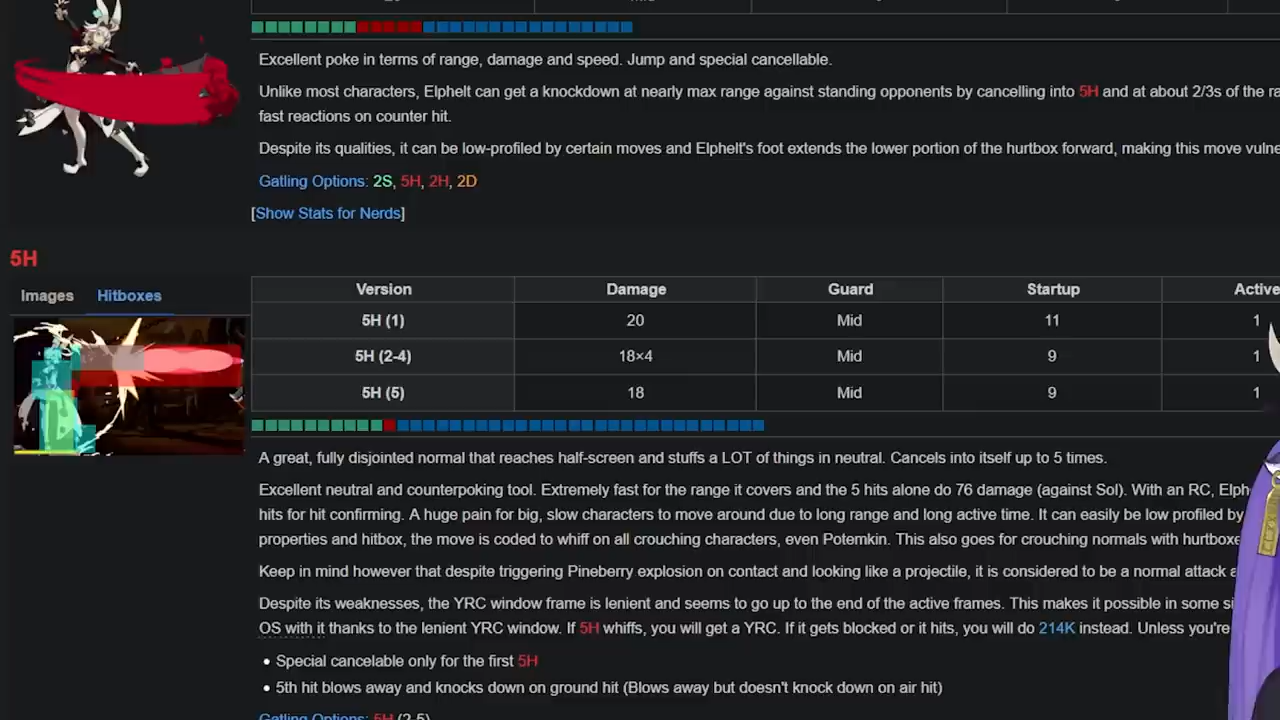 Excellent poke in terms of range, damage and speed. Jump and special cancellable.
Unlike most characters, Elphelt can get a knockdown at nearly max range against standing opponents by cancelling into 5H and at about 2/3s of the
fast reactions on counter hit.
Despite its qualities, it can be low-profiled by certain moves and Elphelt's foot extends the lower portion of the hurtbox forward, making this move
Gatling Options: 2S, 5H, 2H, 2D
[Show Stats for Nerds]
5H
Images Hitboxes
Version Damage Guard Startup Active
5H (1) 20 Mid 11 1
5H (2-4) 18×4 Mid 9 1
5H (5) 18 Mid 9 1
A great, fully disjointed normal that reaches half-screen and stuffs a LOT of things in neutral. Cancels into itself up to 5 times.
Excellent neutral and counterpoking tool. Extremely fast for the range it covers and the 5 hits alone do 76 damage (against Sol). With an RC,
hits for hit confirming. A huge pain for big, slow characters to move around due to long range and long active time. It can easily be low profiled by
properties and hitbox, the move is coded to whiff on all crouching characters, even Potemkin. This also goes for crouching normals with
Keep in mind however that despite triggering Pineberry explosion on contact and looking like a projectile, it is considered to be a normal attack
Despite its weaknesses, the YRC window frame is lenient and seems to go up to the end of the active frames. This makes it possible in some
OS with it thanks to the lenient YRC window. If 5H whiffs, you will get a YRC. If it gets blocked or it hits, you will do 214K instead. Unless you're
• Special cancelable only for the first 5H
• 5th hit blows away and knocks down on ground hit (Blows away but doesn't knock down on air hit)
Gatling Options: 5H (2-5)